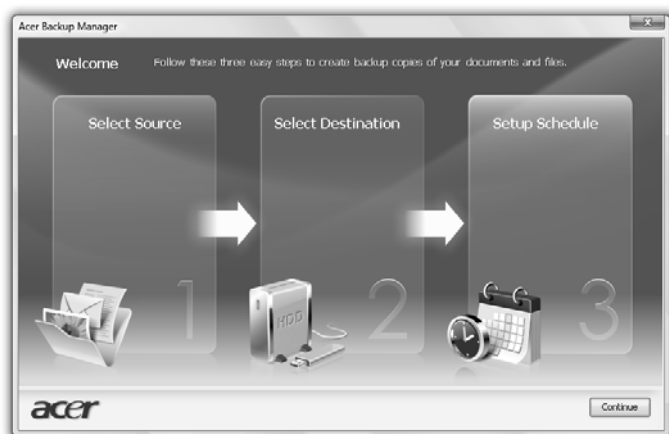 Acer Backup Manager
Welcome
Follow these three easy steps to create backup copies of your documents and files.
Select Source
Select Destination
Setup Schedule
HDD
1
2
3
acer
Continue